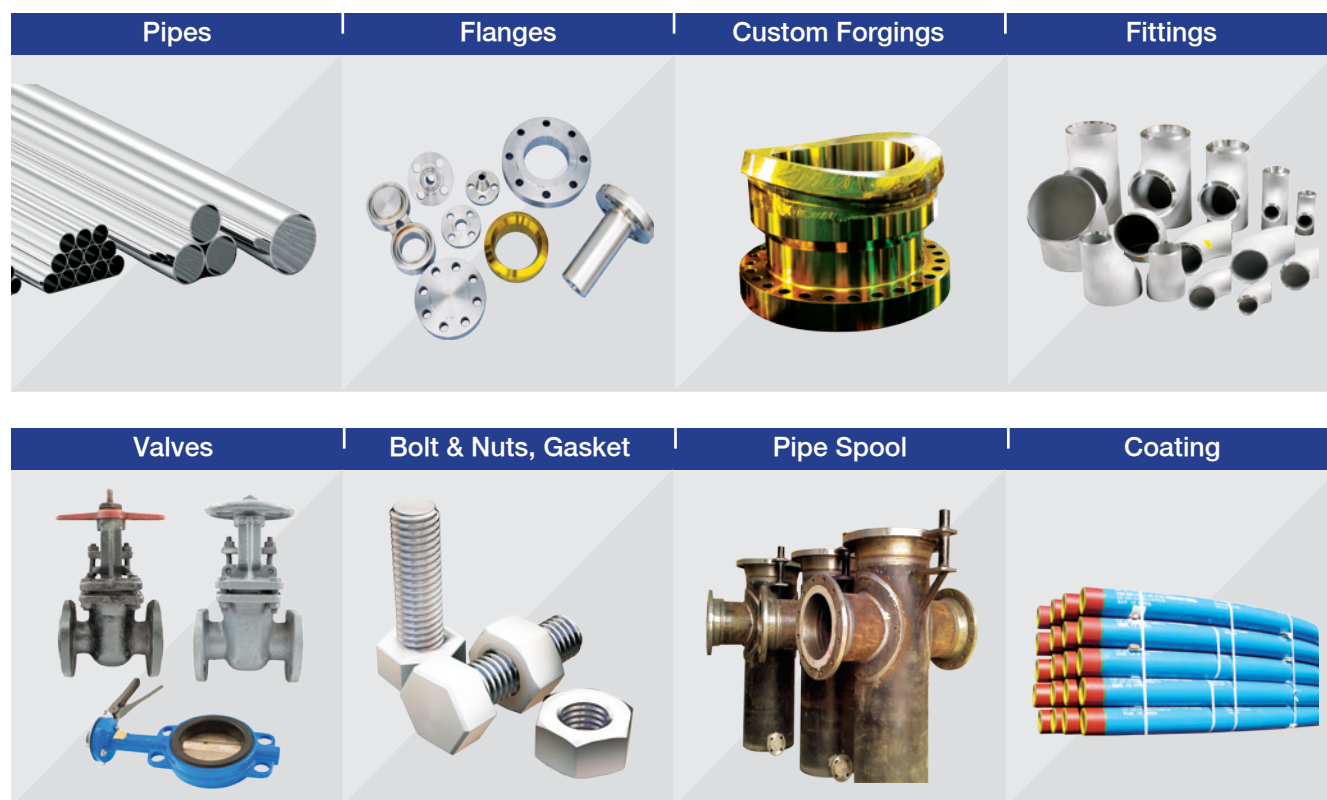 Pipes
Flanges
Custom Forgings
Fittings
Valves
Bolt & Nuts, Gasket
Pipe Spool
Coating